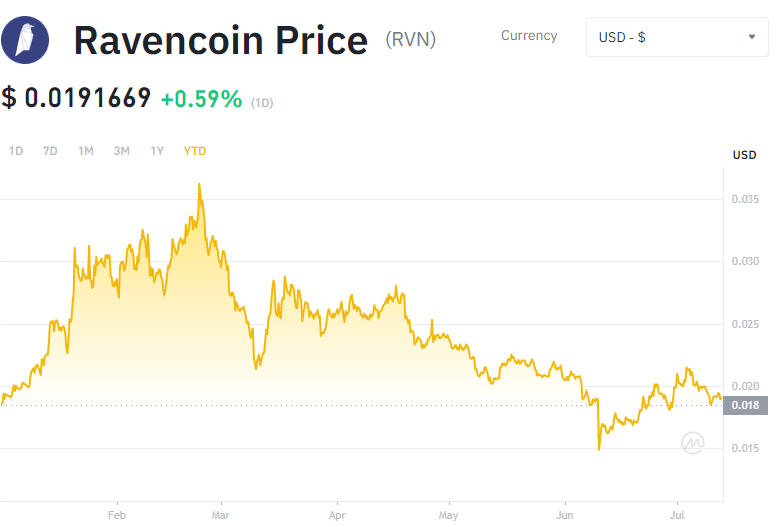 Ravencoin Price (RVN)
Currency
USD - $
$ 0.0191669 +0.59% (1D)
1D 7D 1M 3M 1Y YTD
USD
0.035
0.030
0.025
0.020
0.018
0.015
Feb Mar Apr May Jun Jul